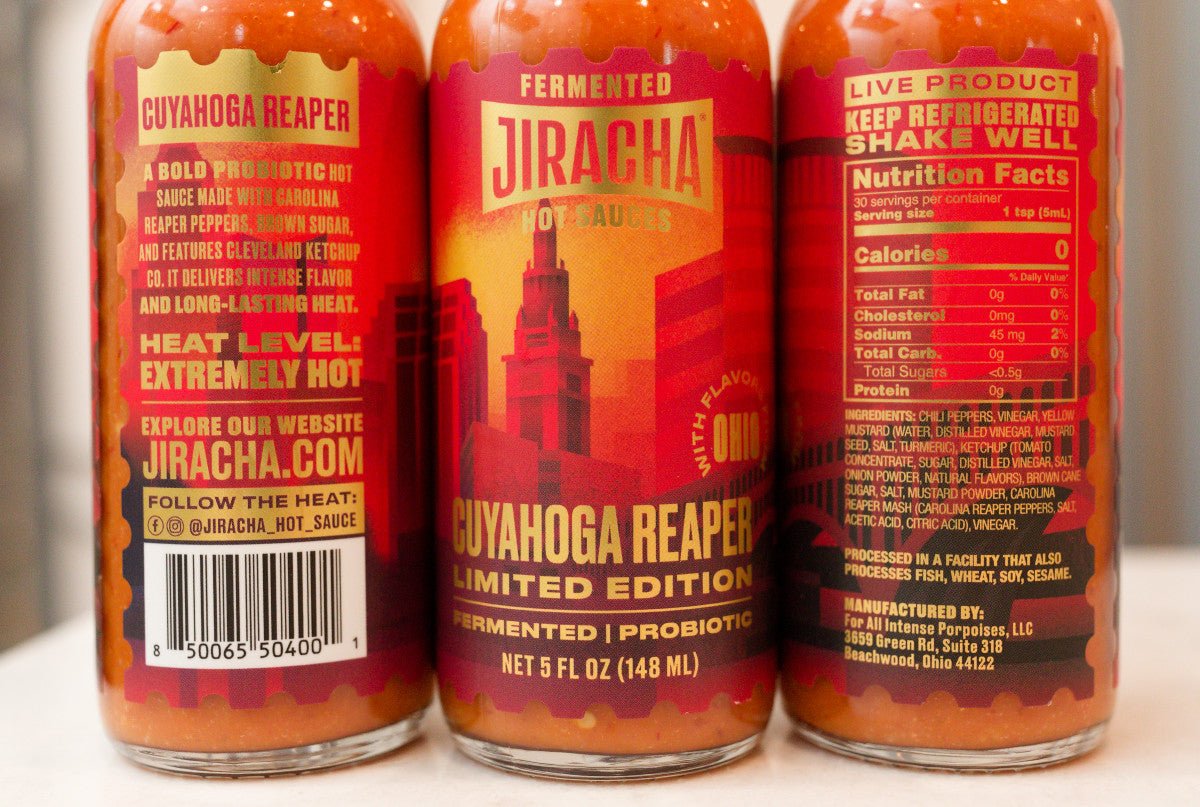 CUYAHOGA REAPER
A BOLD PROBIOTIC HOT
SAUCE MADE WITH CAROLINA
REAPER PEPPERS, BROWN SUGAR,
AND FEATURES CLEVELAND KETCHUP
CO. IT DELIVERS INTENSE FLAVOR
AND LONG-LASTING HEAT.
HEAT LEVEL:
EXTREMELY HOT
EXPLORE OUR WEBSITE
JIRACHA.COM
FOLLOW THE HEAT:
@JIRACHA_HOT_SAUCE
8 50065 50400 1
FERMENTED
JIRACHA®
HOT SAUCES
WITH FLAVOR
OHIO
CUYAHOGA REAPER
LIMITED EDITION
FERMENTED | PROBIOTIC
NET 5 FL OZ (148 ML)
LIVE PRODUCT
KEEP REFRIGERATED
SHAKE WELL
Nutrition Facts
30 servings per container
Serving size 1 tsp (5mL)
Calories 0
% Daily Value*
Total Fat 0g 0%
Cholesterol 0mg 0%
Sodium 45 mg 2%
Total Carb. 0g 0%
Total Sugars <0.5g
Protein 0g
INGREDIENTS: CHILI PEPPERS, VINEGAR, YELLOW
MUSTARD (WATER, DISTILLED VINEGAR, MUSTARD
SEED, SALT, TURMERIC), KETCHUP (TOMATO
CONCENTRATE, SUGAR, DISTILLED VINEGAR, SALT,
ONION POWDER, NATURAL FLAVORS), BROWN CANE
SUGAR, SALT, MUSTARD POWDER, CAROLINA
REAPER MASH (CAROLINA REAPER PEPPERS, SALT,
ACETIC ACID, CITRIC ACID), VINEGAR.
PROCESSED IN A FACILITY THAT ALSO
PROCESSES FISH, WHEAT, SOY, SESAME.
MANUFACTURED BY:
For All Intense Porpoises, LLC
3659 Green Rd, Suite 318
Beachwood, Ohio 44122